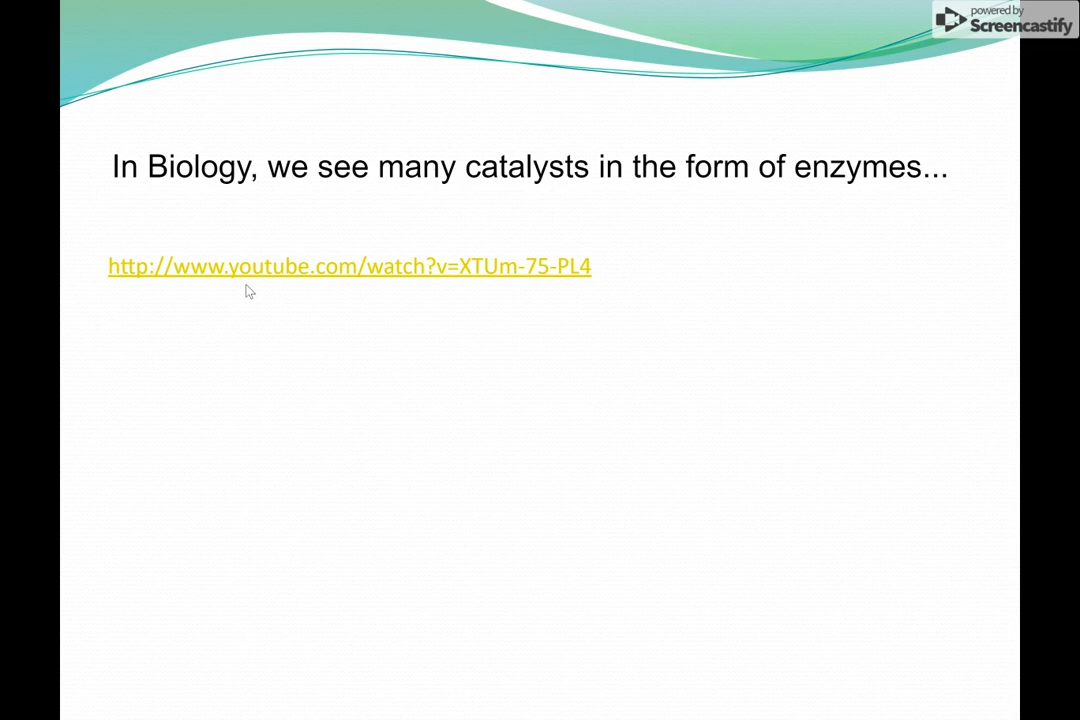 powered by
Screencastify
In Biology, we see many catalysts in the form of enzymes...
http://www.youtube.com/watch?v=XTUm-75-PL4